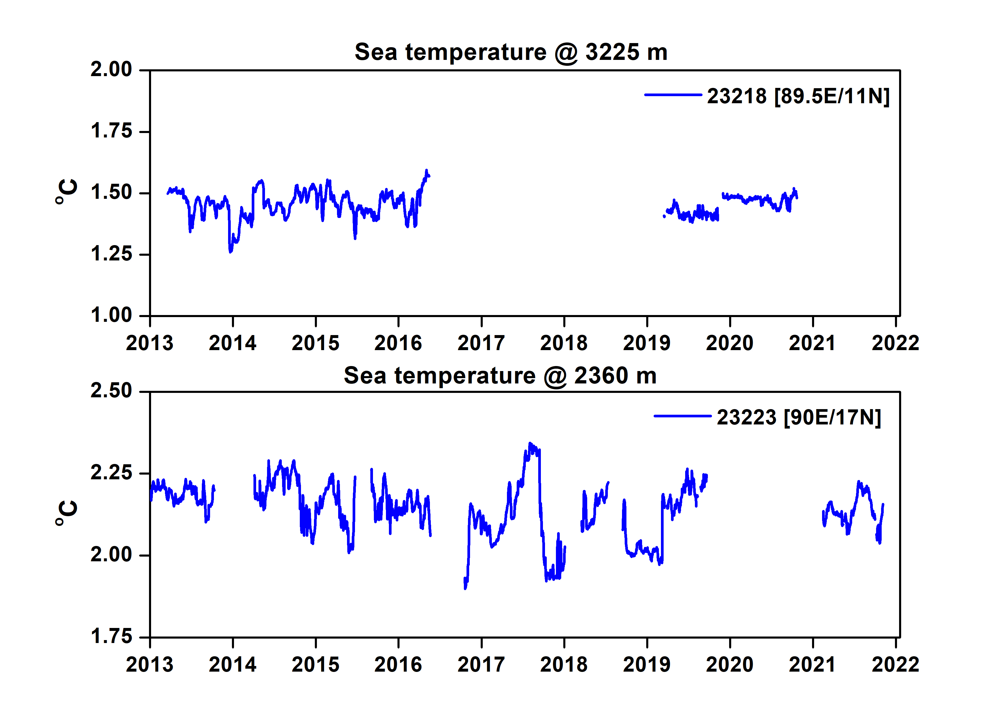 Sea temperature @ 3225 m
2.00
23218 [89.5E/11N]
1.75
°C
1.50
1.25
1.00
2013 2014 2015 2016 2017 2018 2019 2020 2021 2022
Sea temperature @ 2360 m
2.50
23223 [90E/17N]
2.25
°C
2.00
1.75
2013 2014 2015 2016 2017 2018 2019 2020 2021 2022